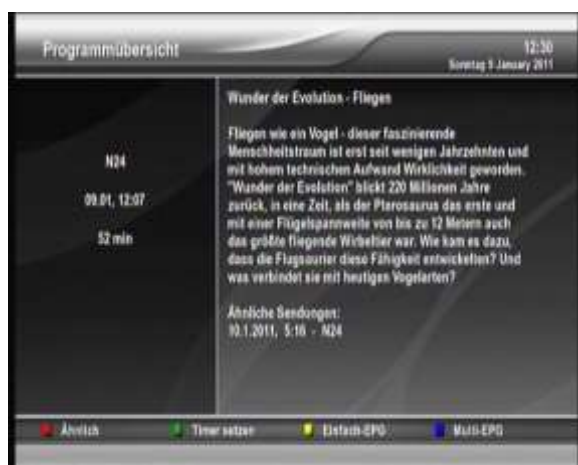 Programmübersicht
12:30
Sonntag 9 January 2011
N24
09.01, 12:07
52 min
Wunder der Evolution - Fliegen
Fliegen wie ein Vogel - dieser faszinierende
Menschheitstraum ist erst seit wenigen Jahrzehnten und
mit hohem technischen Aufwand Wirklichkeit geworden.
"Wunder der Evolution" blickt 220 Millionen Jahre
zurück, in eine Zeit, als der Pterosaurus das erste und
mit einer Flügelspannweite von bis zu 12 Metern auch
das größte fliegende Wirbeltier war. Wie kam es dazu,
dass die Flugsaurier diese Fähigkeit entwickelten? Und
was verbindet sie mit heutigen Vogelarten?
Ähnliche Sendungen:
10.1.2011, 5:16 - N24
Ähnlich
Timer setzen
Einfach-EPG
Multi-EPG